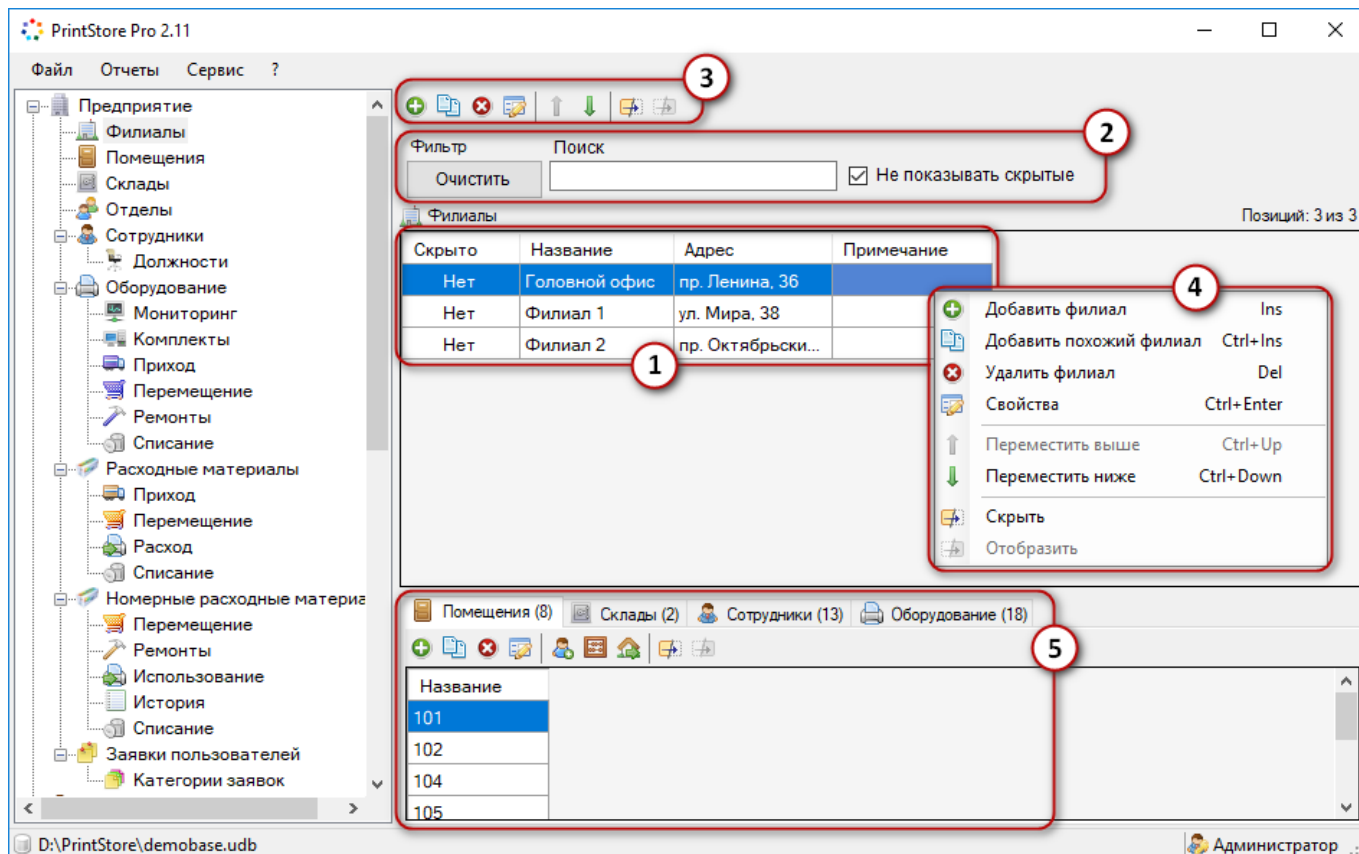 PrintStore Pro 2.11
Файл Отчеты Сервис ?
Предприятие
Филиалы
Помещения
Склады
Отделы
Сотрудники
Должности
Оборудование
Мониторинг
Комплекты
Приход
Перемещение
Ремонты
Списание
Расходные материалы
Приход
Перемещение
Расход
Списание
Номерные расходные материа
Перемещение
Ремонты
Использование
История
Списание
Заявки пользователей
Категории заявок
3
Фильтр Поиск
2
Очистить Не показывать скрытые
Филиалы Позиций: 3 из 3
Скрыто Название Адрес Примечание
Нет Головной офис пр. Ленина, 36
Нет Филиал 1 ул. Мира, 38
Нет Филиал 2 пр. Октябрьски...
1
4
Добавить филиал Ins
Добавить похожий филиал Ctrl+Ins
Удалить филиал Del
Свойства Ctrl+Enter
Переместить выше Ctrl+Up
Переместить ниже Ctrl+Down
Скрыть
Отобразить
Помещения (8) Склады (2) Сотрудники (13) Оборудование (18)
5
Название
101
102
104
105
D:\PrintStore\demobase.udb Администратор